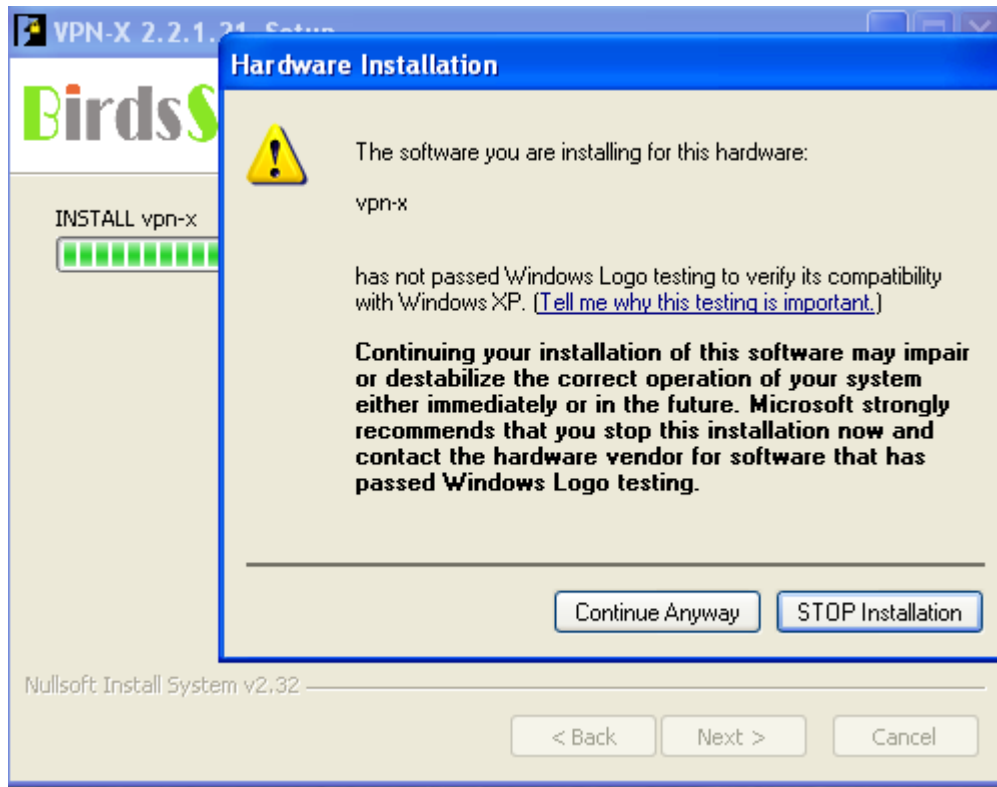 VPN-X 2.2.1.21 Setup
Hardware Installation
BirdsS
The software you are installing for this hardware:
INSTALL vpn-x
vpn-x
has not passed Windows Logo testing to verify its compatibility
with Windows XP. (Tell me why this testing is important.)
Continuing your installation of this software may impair
or destabilize the correct operation of your system
either immediately or in the future. Microsoft strongly
recommends that you stop this installation now and
contact the hardware vendor for software that has
passed Windows Logo testing.
Continue Anyway STOP Installation
Nullsoft Install System v2.32
< Back Next > Cancel